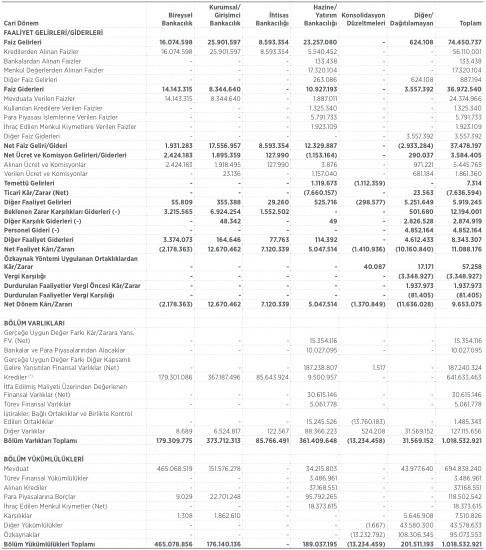 Cari Dönem Bireysel Bankacılık Kurumsal/ Girişimci Bankacılık İhtisas Bankacılığı Hazine/ Yatırım Bankacılığı Konsolidasyon Düzeltmeleri Diğer/ Dağıtılamayan Toplam
FAALİYET GELİRLERİ/GİDERLERİ
Faiz Gelirleri 16.074.598 25.901.597 8.593.354 23.257.080 - 624.108 74.450.737
Kredilerden Alınan Faizler 16.074.598 25.901.597 8.593.354 5.540.452 - - 56.110.001
Bankalardan Alınan Faizler - - - 133.438 - - 133.438
Menkul Değerlerden Alınan Faizler - - - 17.320.104 - - 17.320.104
Diğer Faiz Gelirleri - - - 263.086 - 624.108 887.194
Faiz Giderleri 14.143.315 8.344.640 - 10.927.193 - 3.557.392 36.972.540
Mevduata Verilen Faizler 14.143.315 8.344.640 - 1.887.011 - - 24.374.966
Kullanılan Kredilere Verilen Faizler - - - 1.325.340 - - 1.325.340
Para Piyasası İşlemlerine Verilen Faizler - - - 5.791.733 - - 5.791.733
İhraç Edilen Menkul Kıymetlere Verilen Faizler - - - 1.923.109 - - 1.923.109
Diğer Faiz Giderleri - - - - - 3.557.392 3.557.392
Net Faiz Geliri/Gideri 1.931.283 17.556.957 8.593.354 12.329.887 - (2.933.284) 37.478.197
Net Ücret ve Komisyon Gelirleri/Giderleri 2.424.183 1.895.359 127.990 (1.153.164) - 290.037 3.584.405
Alınan Ücret ve Komisyonlar 2.424.183 1.918.495 127.990 3.876 - 971.221 5.445.765
Verilen Ücret ve Komisyonlar - 23.136 - 1.157.040 - 681.184 1.861.360
Temettü Gelirleri - - - 1.119.673 (1.112.359) - 7.314
Ticari Kâr/Zarar (Net) - - - (7.660.157) - 23.563 (7.636.594)
Diğer Faaliyet Gelirleri 55.809 355.388 29.260 525.716 (298.577) 5.251.649 5.919.245
Beklenen Zarar Karşılıkları Giderleri (-) 3.215.565 6.924.254 1.552.502 - - 501.680 12.194.001
Diğer Karşılık Giderleri (-) - 48.342 - 49 - 2.826.528 2.874.919
Personel Gideri (-) - - - - - 4.852.164 4.852.164
Diğer Faaliyet Giderleri 3.374.073 164.646 77.763 114.392 - 4.612.433 8.343.307
Net Faaliyet Kârı/Zararı (2.178.363) 12.670.462 7.120.339 5.047.514 (1.410.936) (10.160.840) 11.088.176
Özkaynak Yöntemi Uygulanan Ortaklıklardan
Kâr/Zarar - - - - 40.087 17.171 57.258
Vergi Karşılığı - - - - - (3.348.927) (3.348.927)
Durdurulan Faaliyetler Vergi Öncesi Kâr/Zarar - - - - - 1.937.973 1.937.973
Durdurulan Faaliyetler Vergi Karşılığı - - - - - (81.405) (81.405)
Net Dönem Kârı/Zararı (2.178.363) 12.670.462 7.120.339 5.047.514 (1.370.849) (11.636.028) 9.653.075
BÖLÜM VARLIKLARI
Gerçeğe Uygun Değer Farkı Kâr/Zarara Yans.
FV. (Net) - - - 15.354.116 - - 15.354.116
Bankalar ve Para Piyasalarından Alacaklar - - - 10.027.095 - - 10.027.095
Gerçeğe Uygun Değer Farkı Diğer Kapsamlı
Gelire Yansıtılan Finansal Varlıklar (Net) - - - 187.238.807 1.517 - 187.240.324
Krediler 179.301.086 367.187.496 85.643.924 9.500.957 - - 641.633.463
İtfa Edilmiş Maliyeti Üzerinden Değerlenen
Finansal Varlıklar (Net) - - - 30.615.146 - - 30.615.146
Türev Finansal Varlıklar - - - 5.061.778 - - 5.061.778
İştirakler, Bağlı Ortaklıklar ve Birlikte Kontrol
Edilen Ortaklıklar - - - 15.245.526 (13.760.183) - 1.485.343
Diğer Varlıklar 8.689 6.524.817 122.567 88.366.223 524.208 31.569.152 127.115.656
Bölüm Varlıkları Toplamı 179.309.775 373.712.313 85.766.491 361.409.648 (13.234.458) 31.569.152 1.018.532.921
BÖLÜM YÜKÜMLÜLÜKLERİ
Mevduat 465.068.519 151.576.278 - 34.215.803 - 43.977.640 694.838.240
Türev Finansal Yükümlülükler - - - 3.486.961 - - 3.486.961
Alınan Krediler - - - 37.168.551 - - 37.168.551
Para Piyasalarına Borçlar 9.029 22.701.248 - 95.792.265 - - 118.502.542
İhraç Edilen Menkul Kıymetler (Net) - - - 18.373.615 - - 18.373.615
Karşılıklar 1.308 1.862.610 - - - 5.646.908 7.510.826
Diğer Yükümlülükler - - - - (1.667) 43.580.300 43.578.633
Özkaynaklar - - - - (13.232.792) 108.306.345 95.073.553
Bölüm Yükümlülükleri Toplamı 465.078.856 176.140.136 - 189.037.195 (13.234.459) 201.511.193 1.018.532.921